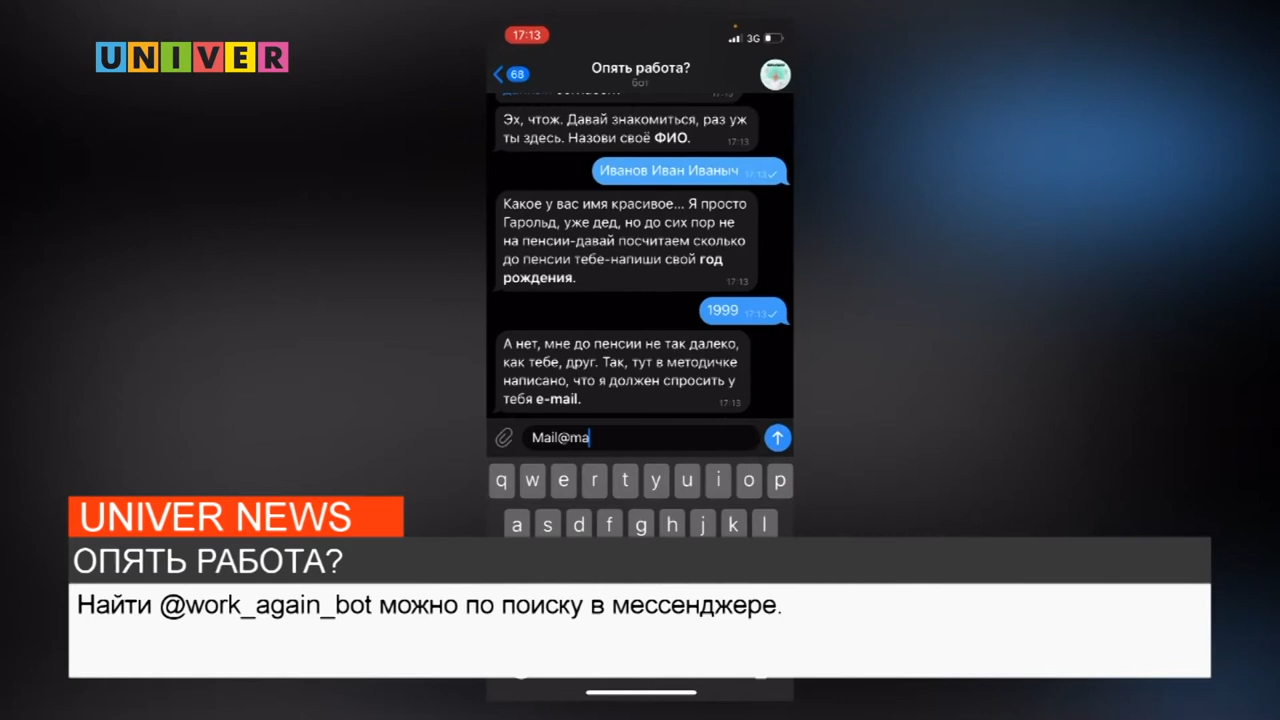 UNIVER
17:13
3G
68
Опять работа?
бот
17:13
Эх, чтож. Давай знакомиться, раз уж
ты здесь. Назови своё ФИО.
17:13
Иванов Иван Иваныч
17:13
Какое у вас имя красивое... Я просто
Гарольд, уже дед, но до сих пор не
на пенсии-давай посчитаем сколько
до пенсии тебе-напиши свой год
рождения.
17:13
1999
17:13
А нет, мне до пенсии не так далеко,
как тебе, друг. Так, тут в методичке
написано, что я должен спросить у
тебя e-mail.
17:13
Mail@ma
q w e r t y u i o p
a s d f g h j k l
UNIVER NEWS
ОПЯТЬ РАБОТА?
Найти @work_again_bot можно по поиску в мессенджере.